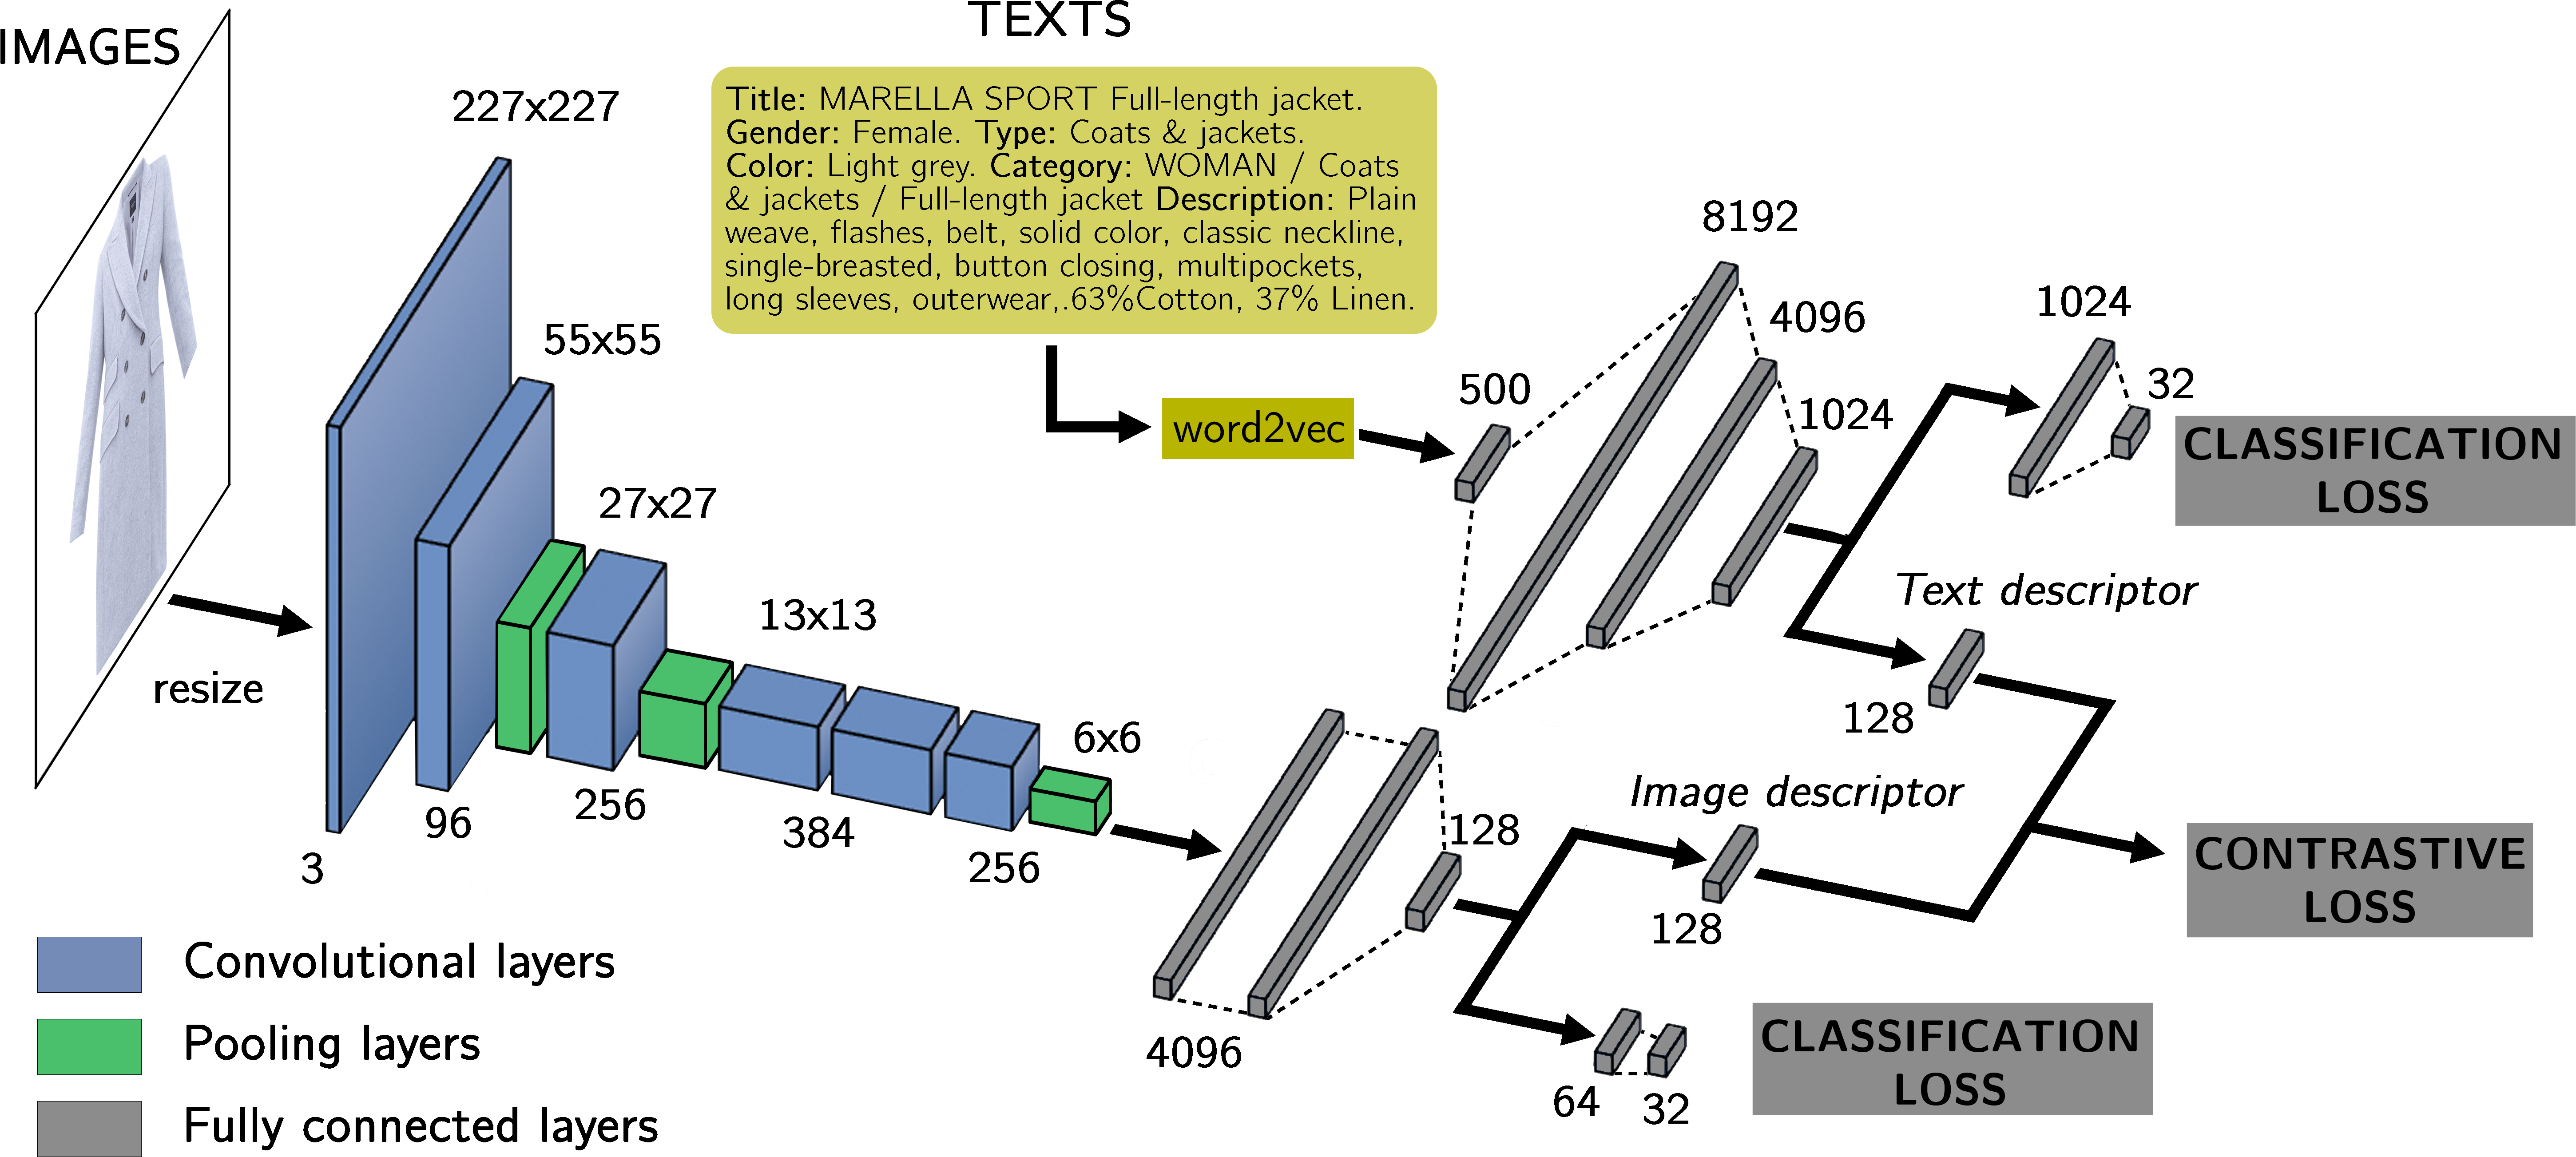 IMAGES
TEXTS
Title: MARELLA SPORT Full-length jacket.
Gender: Female. Type: Coats & jackets.
Color: Light grey. Category: WOMAN / Coats
& jackets / Full-length jacket Description: Plain
weave, flashes, belt, solid color, classic neckline,
single-breasted, button closing, multipockets,
long sleeves, outerwear,.63%Cotton, 37% Linen.
word2vec
resize
227x227
55x55
27x27
13x13
6x6
3
96
256
384
256
500
8192
4096
1024
1024
32
CLASSIFICATION
LOSS
Text descriptor
128
4096
128
Image descriptor
128
CONTRASTIVE
LOSS
64
32
CLASSIFICATION
LOSS
Convolutional layers
Pooling layers
Fully connected layers